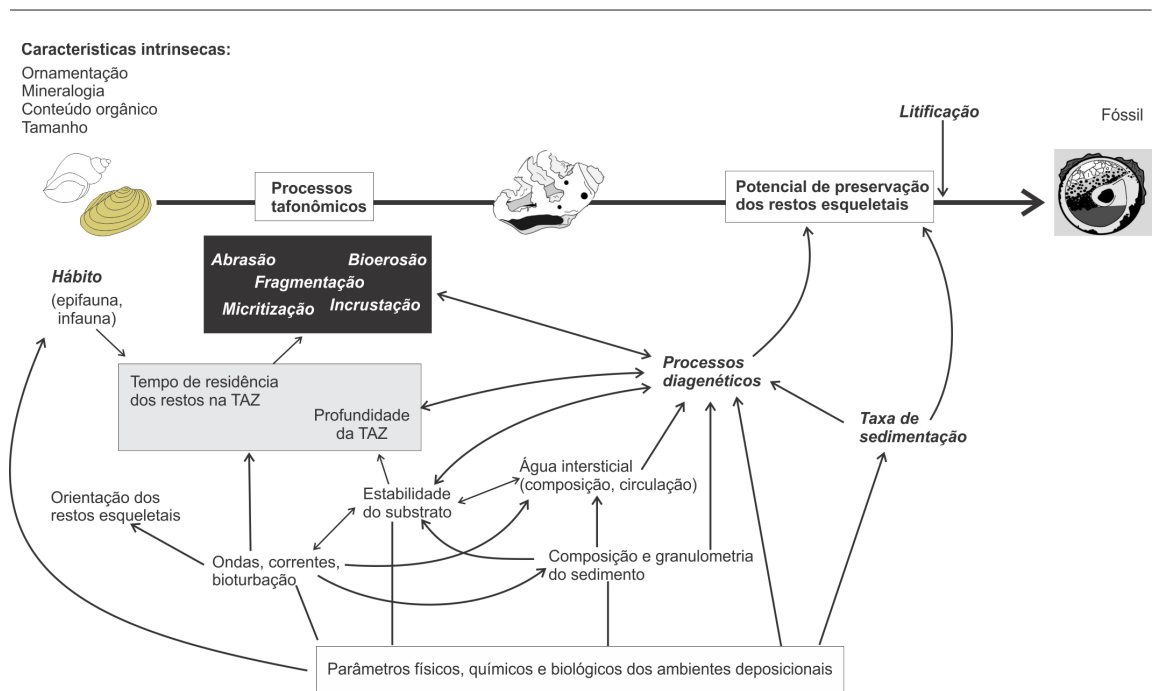 Características intrínsecas:
Ornamentação
Mineralogia
Conteúdo orgânico
Tamanho
Litificação
Fóssil
Processos
tafonômicos
Potencial de preservação
dos restos esqueletais
Abrasão
Bioerosão
Fragmentação
Micritização
Incrustação
Hábito
(epifauna,
infauna)
Tempo de residência
dos restos na TAZ
Profundidade
da TAZ
Processos
diagenéticos
Taxa de
sedimentação
Orientação dos
restos esqueletais
Estabilidade
do substrato
Água intersticial
(composição, circulação)
Ondas, correntes,
bioturbação
Composição e granulometria
do sedimento
Parâmetros físicos, químicos e biológicos dos ambientes deposicionais